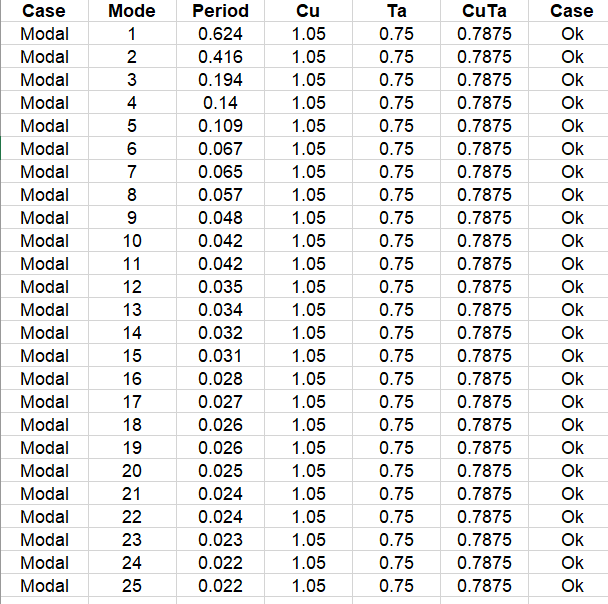 Case Mode Period Cu Ta CuTa Case
Modal 1 0.624 1.05 0.75 0.7875 Ok
Modal 2 0.416 1.05 0.75 0.7875 Ok
Modal 3 0.194 1.05 0.75 0.7875 Ok
Modal 4 0.14 1.05 0.75 0.7875 Ok
Modal 5 0.109 1.05 0.75 0.7875 Ok
Modal 6 0.067 1.05 0.75 0.7875 Ok
Modal 7 0.065 1.05 0.75 0.7875 Ok
Modal 8 0.057 1.05 0.75 0.7875 Ok
Modal 9 0.048 1.05 0.75 0.7875 Ok
Modal 10 0.042 1.05 0.75 0.7875 Ok
Modal 11 0.042 1.05 0.75 0.7875 Ok
Modal 12 0.035 1.05 0.75 0.7875 Ok
Modal 13 0.034 1.05 0.75 0.7875 Ok
Modal 14 0.032 1.05 0.75 0.7875 Ok
Modal 15 0.031 1.05 0.75 0.7875 Ok
Modal 16 0.028 1.05 0.75 0.7875 Ok
Modal 17 0.027 1.05 0.75 0.7875 Ok
Modal 18 0.026 1.05 0.75 0.7875 Ok
Modal 19 0.026 1.05 0.75 0.7875 Ok
Modal 20 0.025 1.05 0.75 0.7875 Ok
Modal 21 0.024 1.05 0.75 0.7875 Ok
Modal 22 0.024 1.05 0.75 0.7875 Ok
Modal 23 0.023 1.05 0.75 0.7875 Ok
Modal 24 0.022 1.05 0.75 0.7875 Ok
Modal 25 0.022 1.05 0.75 0.7875 Ok